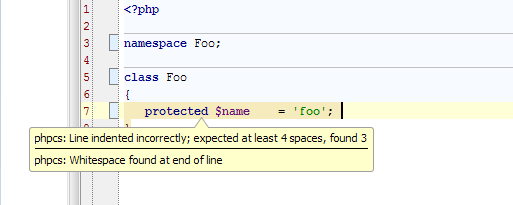 1 <?php
2
3 namespace Foo;
4
5 class Foo
6 {
7 protected $name    = 'foo';
phpcs: Line indented incorrectly; expected at least 4 spaces, found 3
phpcs: Whitespace found at end of line